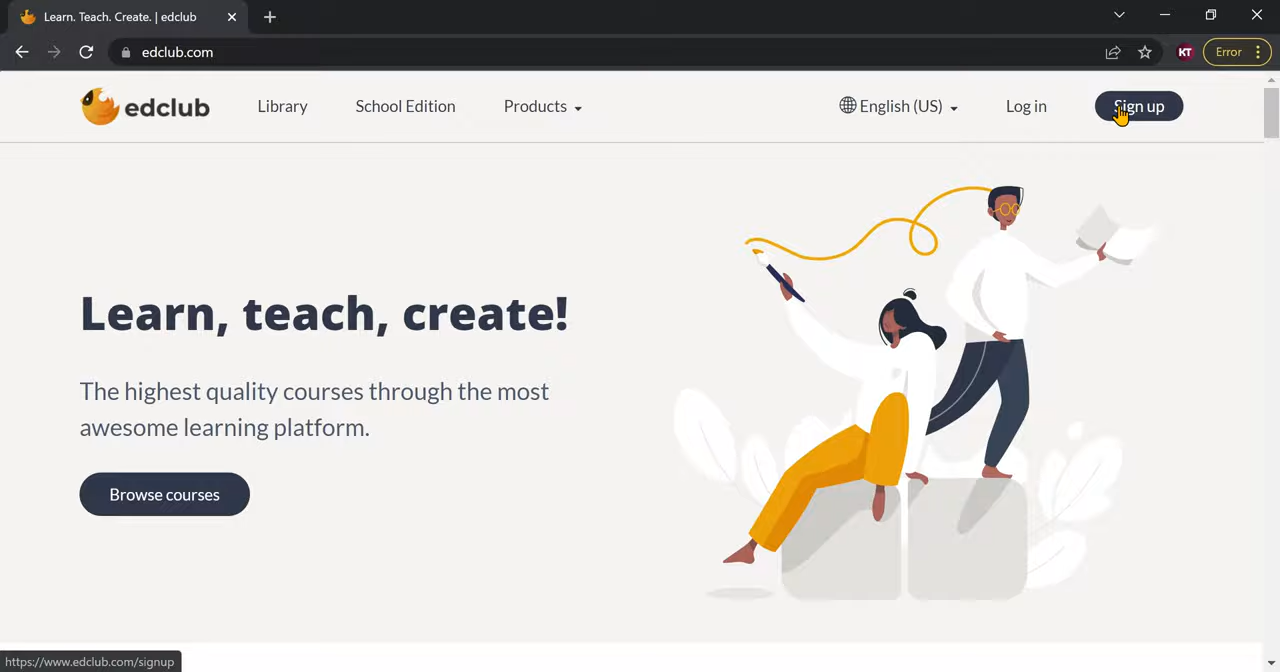 Learn. Teach. Create. | edclub
edclub.com
KT
Error
edclub
Library
School Edition
Products
English (US)
Log in
Sign up
Learn, teach, create!
The highest quality courses through the most
awesome learning platform.
Browse courses
https://www.edclub.com/signup